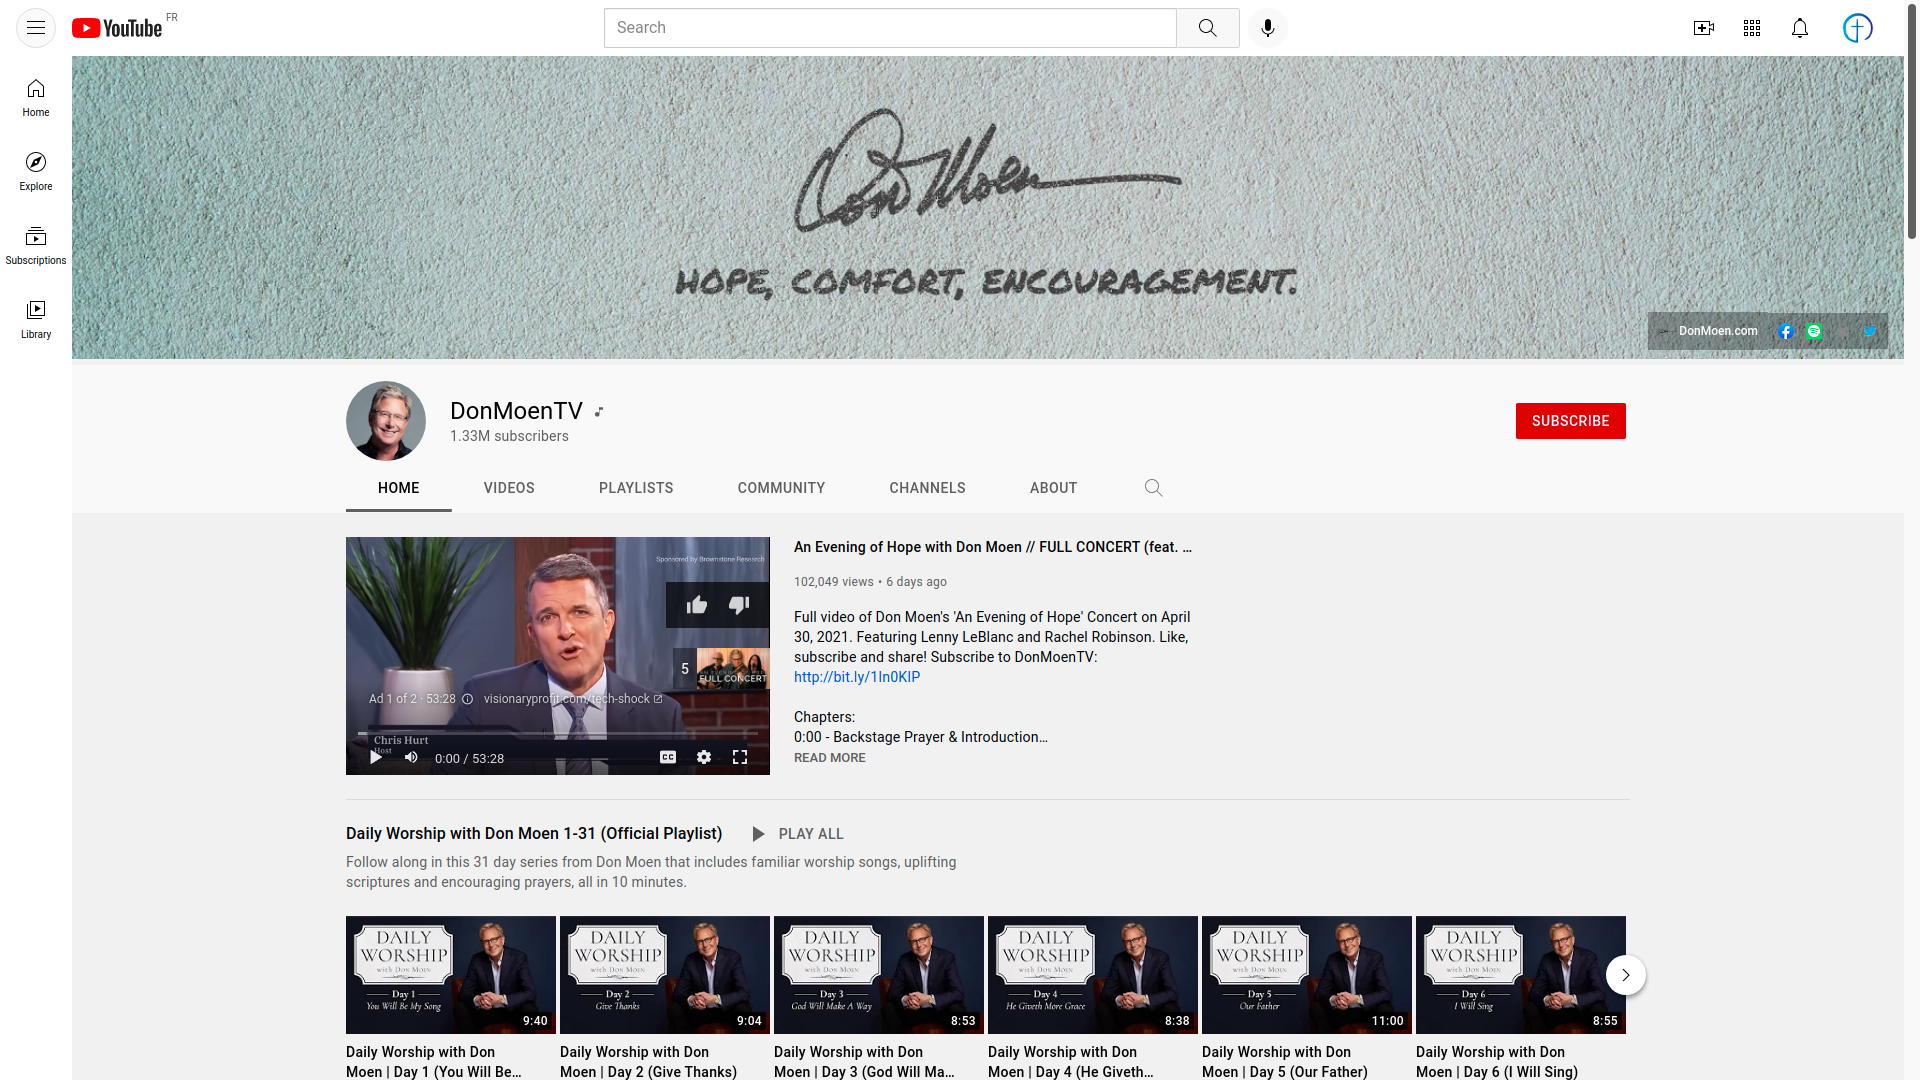 YouTube FR
Search
Home
Explore
Subscriptions
Library
Don Moen
HOPE, COMFORT, ENCOURAGEMENT.
DonMoen.com
DonMoenTV
1.33M subscribers
SUBSCRIBE
HOME VIDEOS PLAYLISTS COMMUNITY CHANNELS ABOUT
Sponsored by Brownstone Research
5
FULL CONCERT
Ad 1 of 2 · 53:28 visionaryprofit.com/tech-shock
Chris Hurt
Host
CC
0:00 / 53:28
An Evening of Hope with Don Moen // FULL CONCERT (feat. ...
102,049 views • 6 days ago
Full video of Don Moen's 'An Evening of Hope' Concert on April
30, 2021. Featuring Lenny LeBlanc and Rachel Robinson. Like,
subscribe and share! Subscribe to DonMoenTV:
http://bit.ly/1In0KlP
Chapters:
0:00 - Backstage Prayer & Introduction…
READ MORE
Daily Worship with Don Moen 1-31 (Official Playlist) PLAY ALL
Follow along in this 31 day series from Don Moen that includes familiar worship songs, uplifting
scriptures and encouraging prayers, all in 10 minutes.
DAILY
WORSHIP
with Don Moen
Day 1
You Will Be My Song
9:40
Daily Worship with Don
Moen | Day 1 (You Will Be…
DAILY
WORSHIP
with Don Moen
Day 2
Give Thanks
9:04
Daily Worship with Don
Moen | Day 2 (Give Thanks)
DAILY
WORSHIP
with Don Moen
Day 3
God Will Make A Way
8:53
Daily Worship with Don
Moen | Day 3 (God Will Ma…
DAILY
WORSHIP
with Don Moen
Day 4
He Giveth More Grace
8:38
Daily Worship with Don
Moen | Day 4 (He Giveth…
DAILY
WORSHIP
with Don Moen
Day 5
Our Father
11:00
Daily Worship with Don
Moen | Day 5 (Our Father)
DAILY
WORSHIP
with Don Moen
Day 6
I Will Sing
8:55
Daily Worship with Don
Moen | Day 6 (I Will Sing)